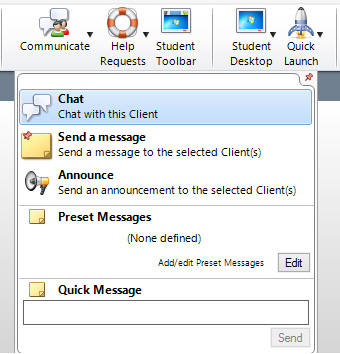 Communicate
Help Requests
Student Toolbar
Student Desktop
Quick Launch
Chat
Chat with this Client
Send a message
Send a message to the selected Client(s)
Announce
Send an announcement to the selected Client(s)
Preset Messages
(None defined)
Add/edit Preset Messages Edit
Quick Message
Send